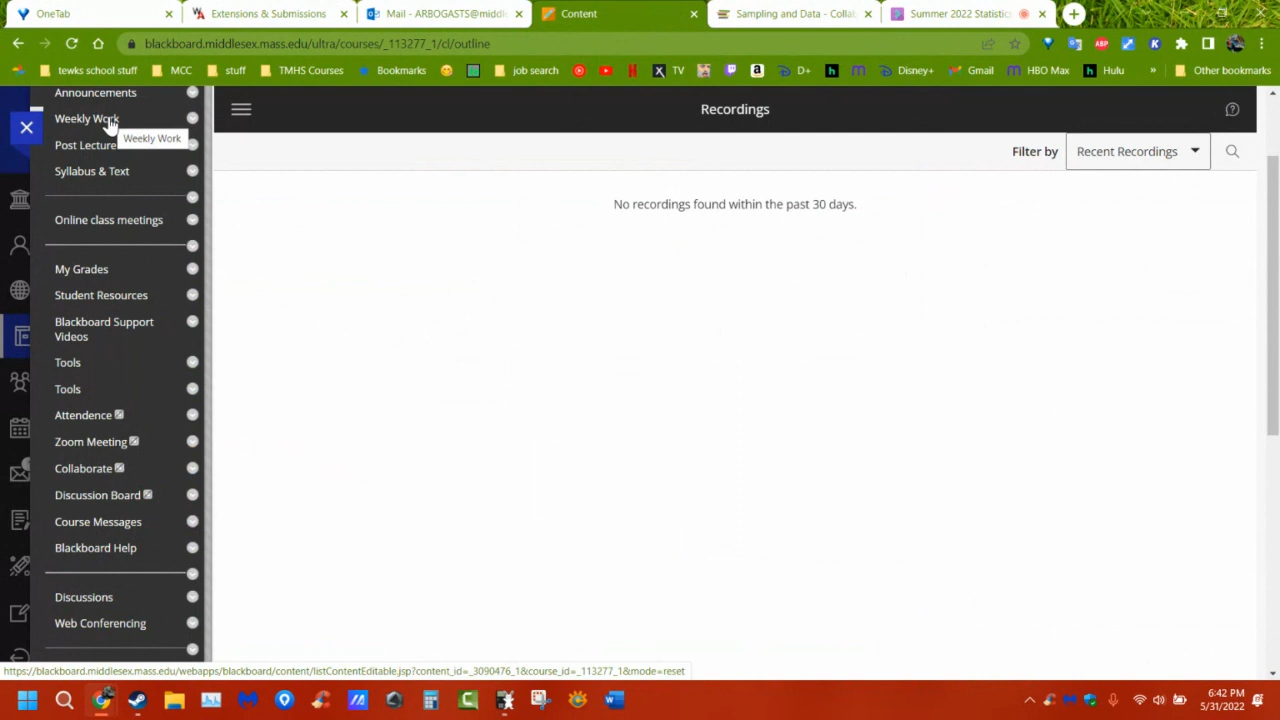 OneTab
Extensions & Submissions
Mail - ARBOGASTS@middl
Content
Sampling and Data - Collab
Summer 2022 Statistics
blackboard.middlesex.mass.edu/ultra/courses/_113277_1/cl/outline
tewks school stuff
MCC
stuff
TMHS Courses
Bookmarks
job search
TV
D+
Disney+
Gmail
HBO Max
Hulu
»
Other bookmarks
Announcements
Weekly Work
Weekly Work
Post Lecture
Syllabus & Text
Online class meetings
My Grades
Student Resources
Blackboard Support
Videos
Tools
Tools
Attendence
Zoom Meeting
Collaborate
Discussion Board
Course Messages
Blackboard Help
Discussions
Web Conferencing
Recordings
Filter by
Recent Recordings
No recordings found within the past 30 days.
https://blackboard.middlesex.mass.edu/webapps/blackboard/content/listContentEditable.jsp?content_id=_3090476_1&course_id=_113277_1&mode=reset
6:42 PM
5/31/2022